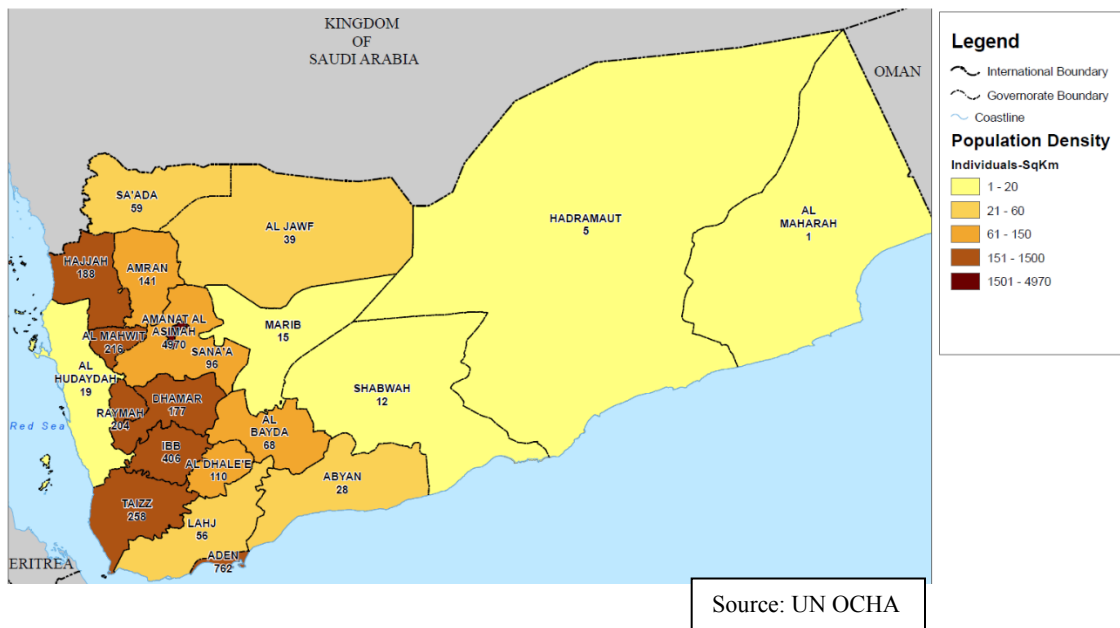 KINGDOM
OF
SAUDI ARABIA
OMAN
SA'ADA
59
AL JAWF
39
HADRAMAUT
5
AL
MAHARAH
1
HAJJAH
188
AMRAN
141
MARIB
15
AMANAT AL
ASIMAH
4970
AL MAHWIT
216
SANA'A
96
AL
HUDAYDAH
19
SHABWAH
12
DHAMAR
177
RAYMAH
204
Red Sea
AL
BAYDA
68
IBB
406
AL DHALE'E
110
ABYAN
28
TAIZZ
258
LAHJ
56
ADEN
762
ERITREA
Legend
International Boundary
Governorate Boundary
Coastline
Population Density
Individuals-SqKm
1 - 20
21 - 60
61 - 150
151 - 1500
1501 - 4970
Source: UN OCHA